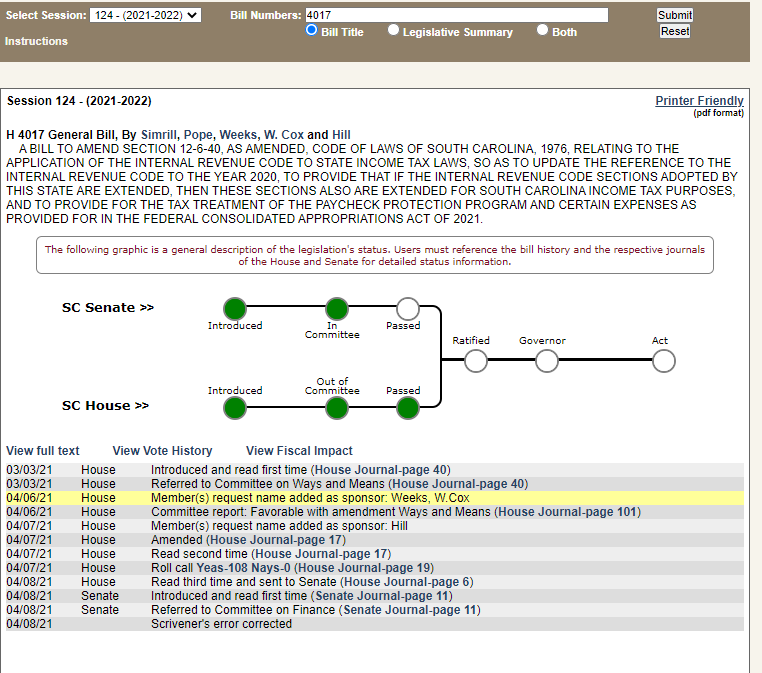 Select Session: 124 - (2021-2022) Bill Numbers: 4017 Submit
Bill Title Legislative Summary Both Reset
Instructions
Session 124 - (2021-2022) Printer Friendly
(pdf format)
H 4017 General Bill, By Simrill, Pope, Weeks, W. Cox and Hill
A BILL TO AMEND SECTION 12-6-40, AS AMENDED, CODE OF LAWS OF SOUTH CAROLINA, 1976, RELATING TO THE
APPLICATION OF THE INTERNAL REVENUE CODE TO STATE INCOME TAX LAWS, SO AS TO UPDATE THE REFERENCE TO THE
INTERNAL REVENUE CODE TO THE YEAR 2020, TO PROVIDE THAT IF THE INTERNAL REVENUE CODE SECTIONS ADOPTED BY
THIS STATE ARE EXTENDED, THEN THESE SECTIONS ALSO ARE EXTENDED FOR SOUTH CAROLINA INCOME TAX PURPOSES,
AND TO PROVIDE FOR THE TAX TREATMENT OF THE PAYCHECK PROTECTION PROGRAM AND CERTAIN EXPENSES AS
PROVIDED FOR IN THE FEDERAL CONSOLIDATED APPROPRIATIONS ACT OF 2021.
The following graphic is a general description of the legislation's status. Users must reference the bill history and the respective journals
of the House and Senate for detailed status information.
SC Senate >>
Introduced In Passed
Committee
Ratified Governor Act
Out of
Introduced Committee Passed
SC House >>
View full text View Vote History View Fiscal Impact
03/03/21 House Introduced and read first time (House Journal-page 40)
03/03/21 House Referred to Committee on Ways and Means (House Journal-page 40)
04/06/21 House Member(s) request name added as sponsor: Weeks, W.Cox
04/06/21 House Committee report: Favorable with amendment Ways and Means (House Journal-page 101)
04/07/21 House Member(s) request name added as sponsor: Hill
04/07/21 House Amended (House Journal-page 17)
04/07/21 House Read second time (House Journal-page 17)
04/07/21 House Roll call Yeas-108 Nays-0 (House Journal-page 19)
04/08/21 House Read third time and sent to Senate (House Journal-page 6)
04/08/21 Senate Introduced and read first time (Senate Journal-page 11)
04/08/21 Senate Referred to Committee on Finance (Senate Journal-page 11)
04/08/21 Scrivener's error corrected